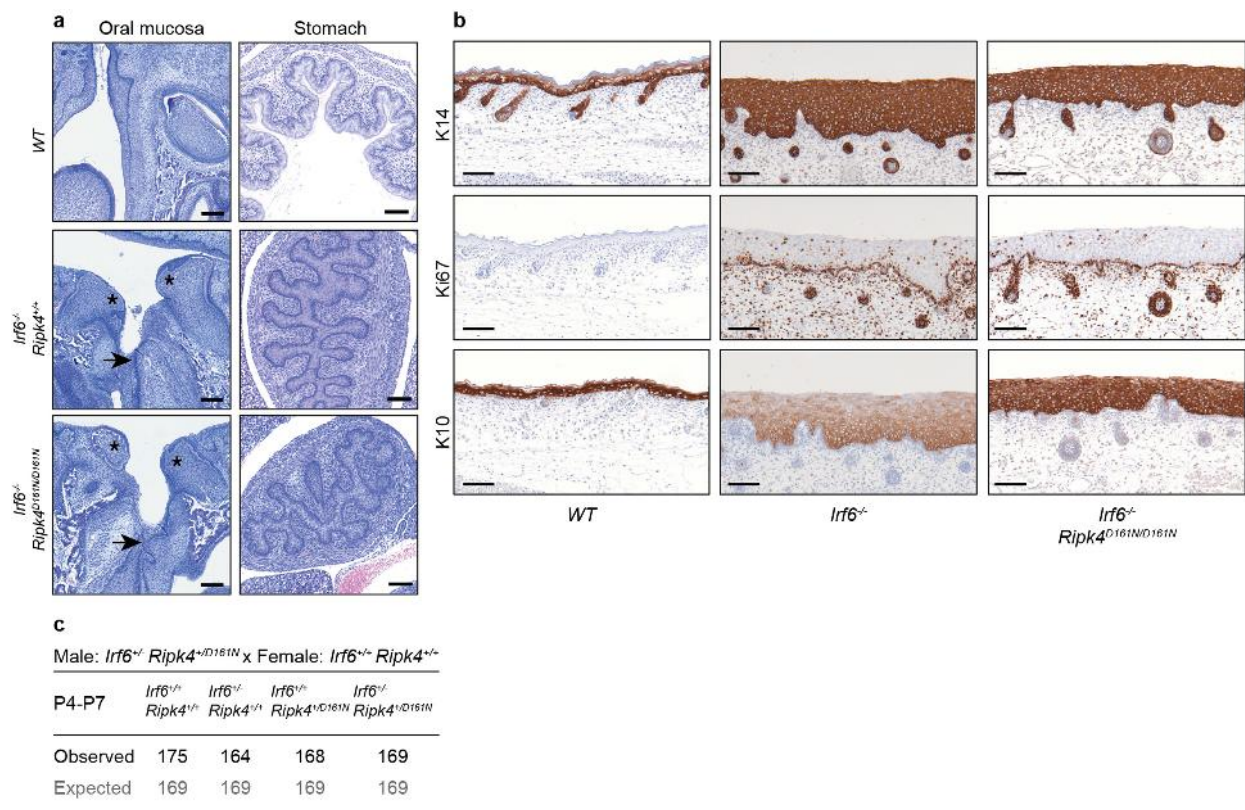 a
Oral mucosa Stomach
WT
Irf6-/-
Ripk4+/+
*
*
Irf6-/-
Ripk4D161N/D161N
*
*
b
K14
Ki67
K10
WT Irf6-/- Irf6-/-
Ripk4D161N/D161N
c
Male: Irf6+/- Ripk4+/D161N x Female: Irf6+/+ Ripk4+/+
P4-P7 Irf6+/+ Irf6+/- Irf6+/+ Irf6+/-
Ripk4+/+ Ripk4+/+ Ripk4+/D161N Ripk4+/D161N
Observed 175 164 168 169
Expected 169 169 169 169